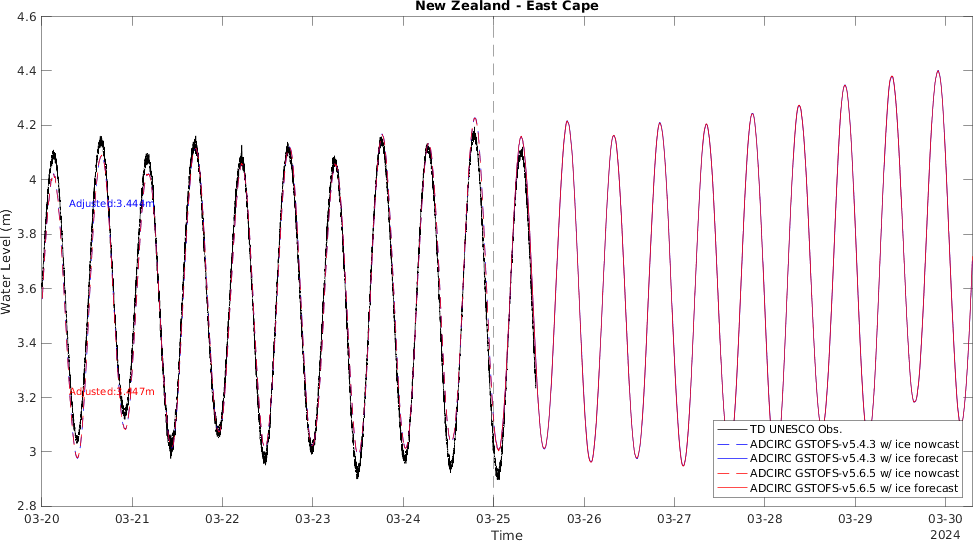 New Zealand - East Cape
4.6
4.4
4.2
4
3.8
3.6
3.4
3.2
3
2.8
Water Level (m)
Adjusted:3.444m
Adjusted:3.447m
TD UNESCO Obs.
ADCIRC GSTOFS-v5.4.3 w/ ice nowcast
ADCIRC GSTOFS-v5.4.3 w/ ice forecast
ADCIRC GSTOFS-v5.6.5 w/ ice nowcast
ADCIRC GSTOFS-v5.6.5 w/ ice forecast
03-20 03-21 03-22 03-23 03-24 03-25 03-26 03-27 03-28 03-29 03-30
Time
2024